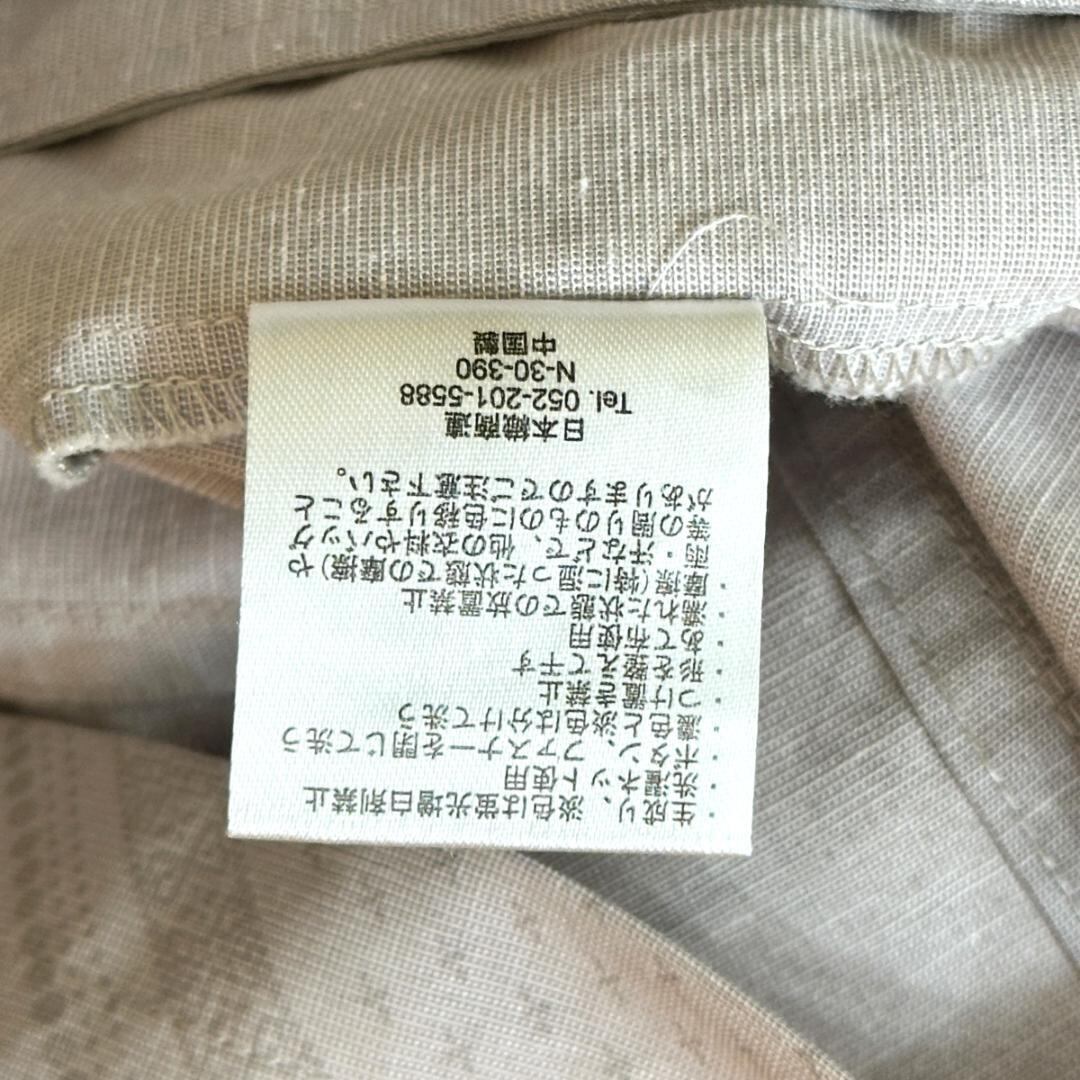 ・生成り、淡色は蛍光増白剤禁止
・洗濯ネット使用
・ボタン、ファスナーを閉じて洗う
・濃色と淡色は分けて洗う
・つけ置き禁止
・形を整えて干す
・あて布使用
・濡れた状態での放置禁止
・摩擦(特に湿った状態での摩擦)や
雨・汗などで、他の衣料やバッグ
等の周りのものに色移りすること
がありますのでご注意下さい。
日本織商連
Tel. 052-201-5588
N-30-390
中国製